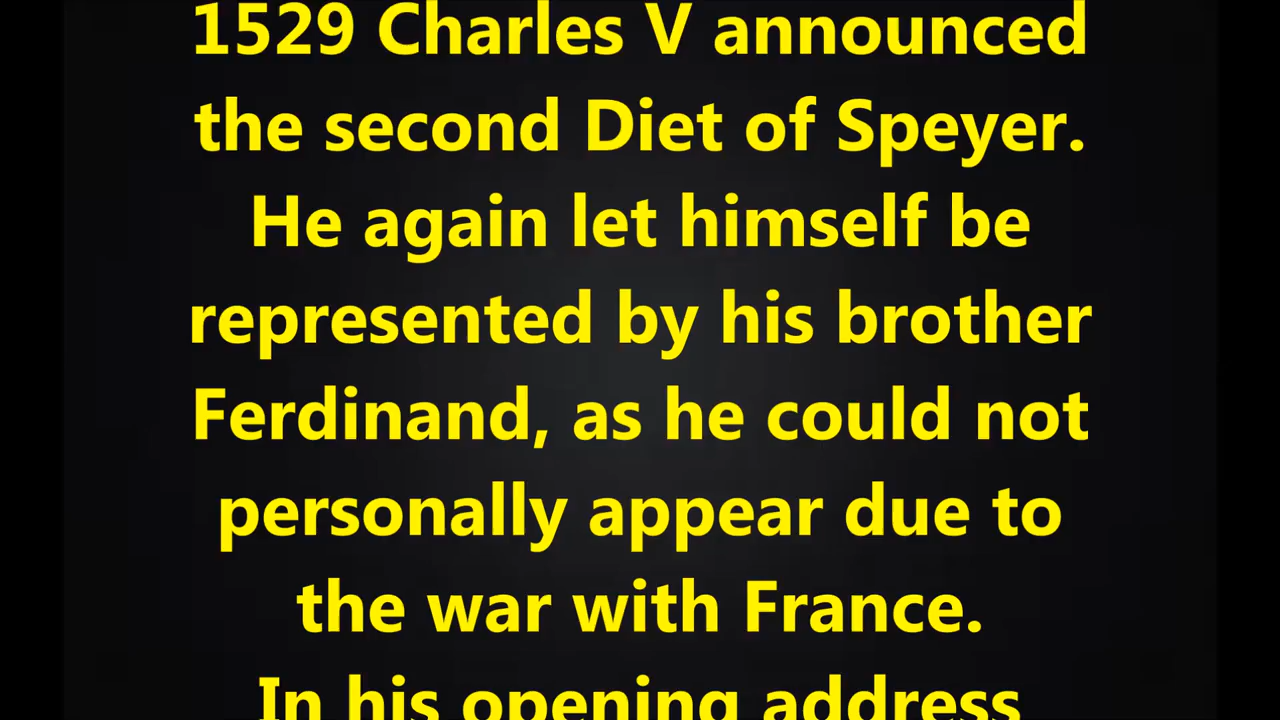 1529 Charles V announced
the second Diet of Speyer.
He again let himself be
represented by his brother
Ferdinand, as he could not
personally appear due to
the war with France.
In his opening address